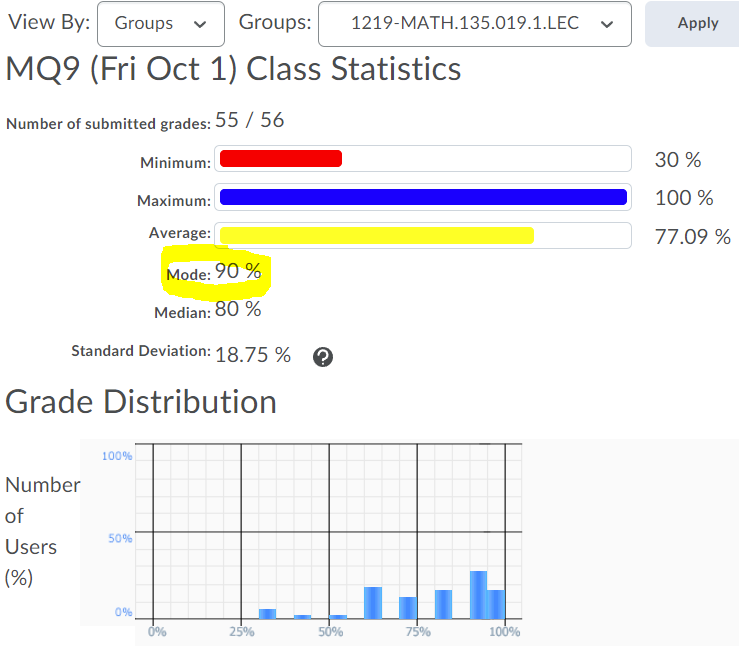 View By: Groups Groups: 1219-MATH.135.019.1.LEC Apply
MQ9 (Fri Oct 1) Class Statistics
Number of submitted grades: 55 / 56
Minimum: 30 %
Maximum: 100 %
Average: 77.09 %
Mode: 90 %
Median: 80 %
Standard Deviation: 18.75 % ?
Grade Distribution
Number
of
Users
(%)
100%
50%
0%
0% 25% 50% 75% 100%